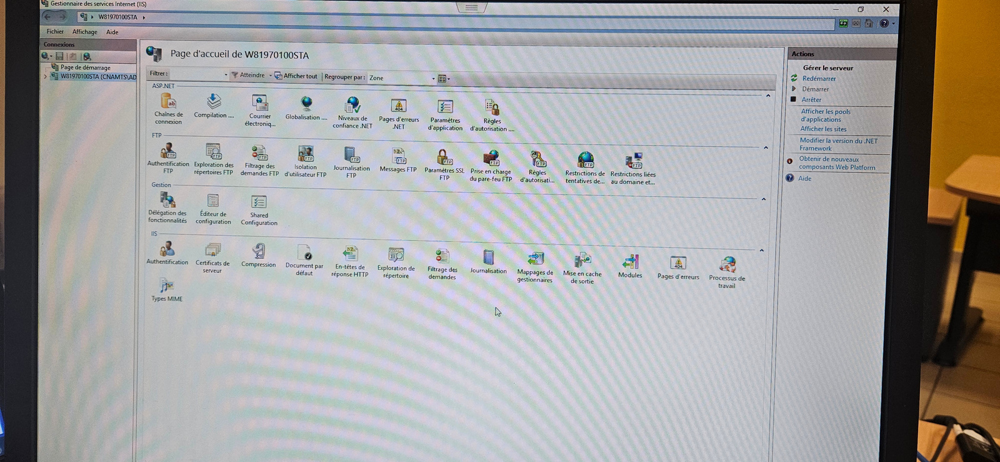 Gestionnaire des services Internet (IIS)
W81970100STA
Fichier Affichage Aide
Connexions
Page de démarrage
W81970100STA (CNAMTS\AD
Page d'accueil de W81970100STA
Filtrer : Atteindre Afficher tout Regrouper par : Zone
ASP.NET
Chaînes de connexion
Compilation ....
Courrier électroniq...
Globalisation ....
Niveaux de confiance .NET
Pages d'erreurs .NET
Paramètres d'application
Règles d'autorisation ....
FTP
Authentification FTP
Exploration des répertoires FTP
Filtrage des demandes FTP
Isolation d'utilisateur FTP
Journalisation FTP
Messages FTP
Paramètres SSL FTP
Prise en charge du pare-feu FTP
Règles d'autorisati...
Restrictions de tentatives de...
Restrictions liées au domaine et...
Gestion
Délégation des fonctionnalités
Éditeur de configuration
Shared Configuration
IIS
Authentification
Certificats de serveur
Compression
Document par défaut
En-têtes de réponse HTTP
Exploration de répertoire
Filtrage des demandes
Journalisation
Mappages de gestionnaires
Mise en cache de sortie
Modules
Pages d'erreurs
Processus de travail
Types MIME
Actions
Gérer le serveur
Redémarrer
Démarrer
Arrêter
Afficher les pools
d'applications
Afficher les sites
Modifier la version du .NET
Framework
Obtenir de nouveaux
composants Web Platform
Aide